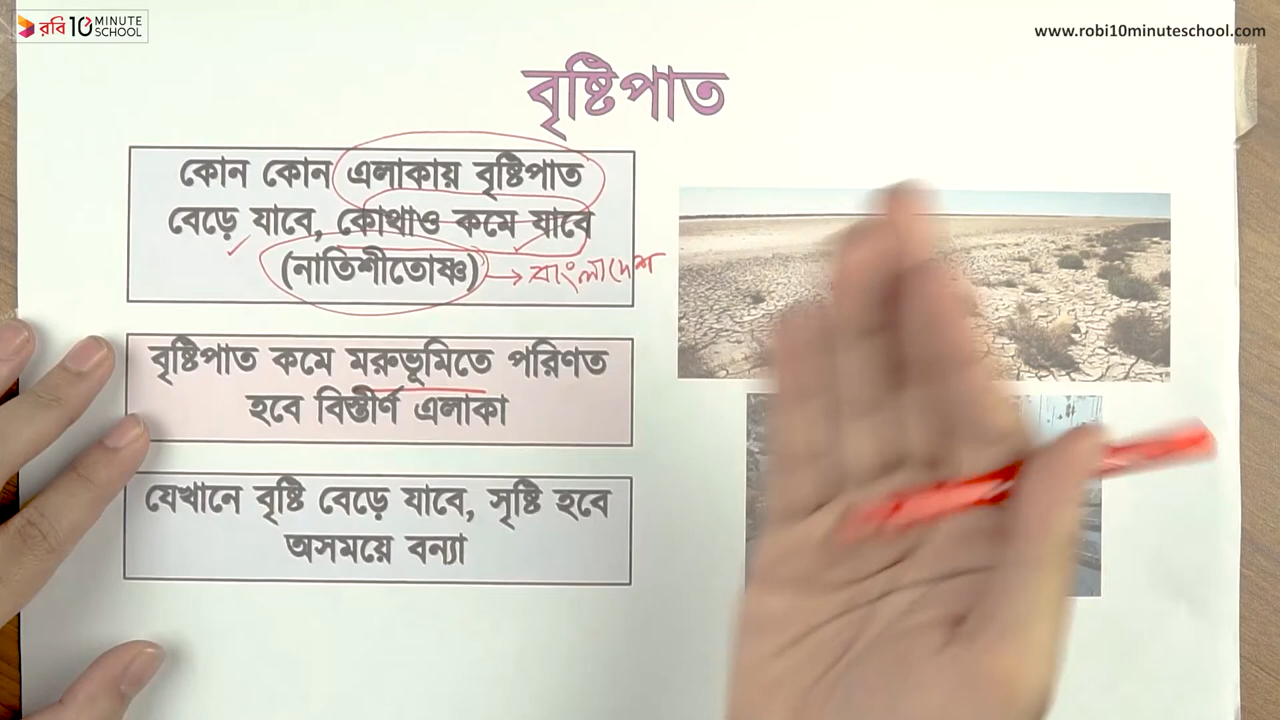 রবি 10 MINUTE SCHOOL
www.robi10minuteschool.com
বৃষ্টিপাত
কোন কোন এলাকায় বৃষ্টিপাত
বেড়ে যাবে, কোথাও কমে যাবে
(নাতিশীতোষ্ণ) → বাংলাদেশ
বৃষ্টিপাত কমে মরুভূমিতে পরিণত
হবে বিস্তীর্ণ এলাকা
যেখানে বৃষ্টি বেড়ে যাবে, সৃষ্টি হবে
অসময়ে বন্যা